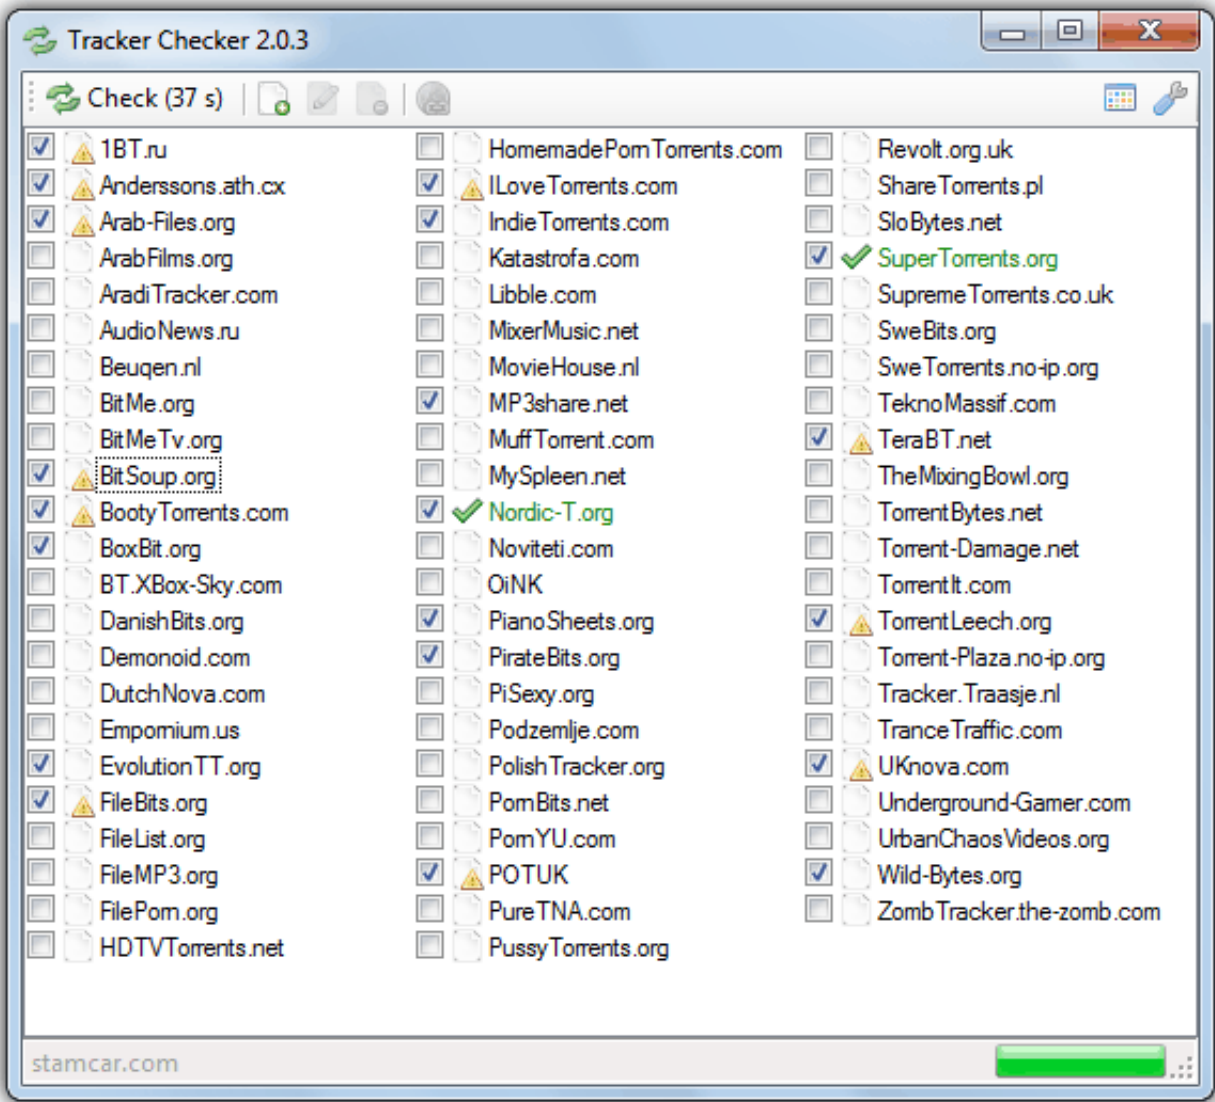 Tracker Checker 2.0.3
Check (37 s)
1BT.ru
Anderssons.ath.cx
Arab-Files.org
ArabFilms.org
AradiTracker.com
AudioNews.ru
Beuqen.nl
BitMe.org
BitMeTv.org
BitSoup.org
BootyTorrents.com
BoxBit.org
BT.XBox-Sky.com
DanishBits.org
Demonoid.com
DutchNova.com
Empornium.us
EvolutionTT.org
FileBits.org
FileList.org
FileMP3.org
FilePorn.org
HDTVTorrents.net
HomemadePornTorrents.com
ILoveTorrents.com
IndieTorrents.com
Katastrofa.com
Libble.com
MixerMusic.net
MovieHouse.nl
MP3share.net
MuffTorrent.com
MySpleen.net
Nordic-T.org
Noviteti.com
OiNK
PianoSheets.org
PirateBits.org
PiSexy.org
Podzemlje.com
PolishTracker.org
PornBits.net
PornYU.com
POTUK
PureTNA.com
PussyTorrents.org
Revolt.org.uk
ShareTorrents.pl
SloBytes.net
SuperTorrents.org
SupremeTorrents.co.uk
SweBits.org
SweTorrents.no-ip.org
TeknoMassif.com
TeraBT.net
TheMixingBowl.org
TorrentBytes.net
Torrent-Damage.net
TorrentIt.com
TorrentLeech.org
Torrent-Plaza.no-ip.org
Tracker.Traasje.nl
TranceTraffic.com
UKnova.com
Underground-Gamer.com
UrbanChaosVideos.org
Wild-Bytes.org
ZombTracker.the-zomb.com
stamcar.com